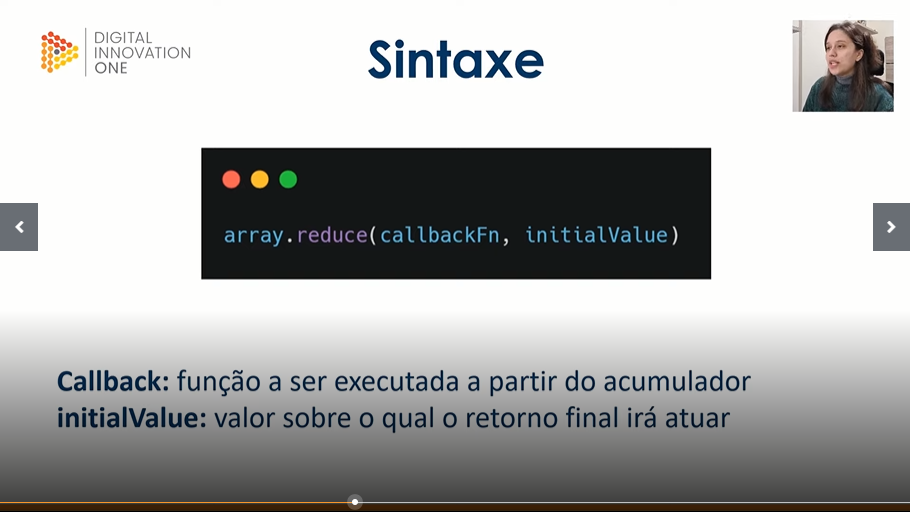 DIGITAL
INNOVATION
ONE
Sintaxe
array.reduce(callbackFn, initialValue)
Callback: função a ser executada a partir do acumulador
initialValue: valor sobre o qual o retorno final irá atuar